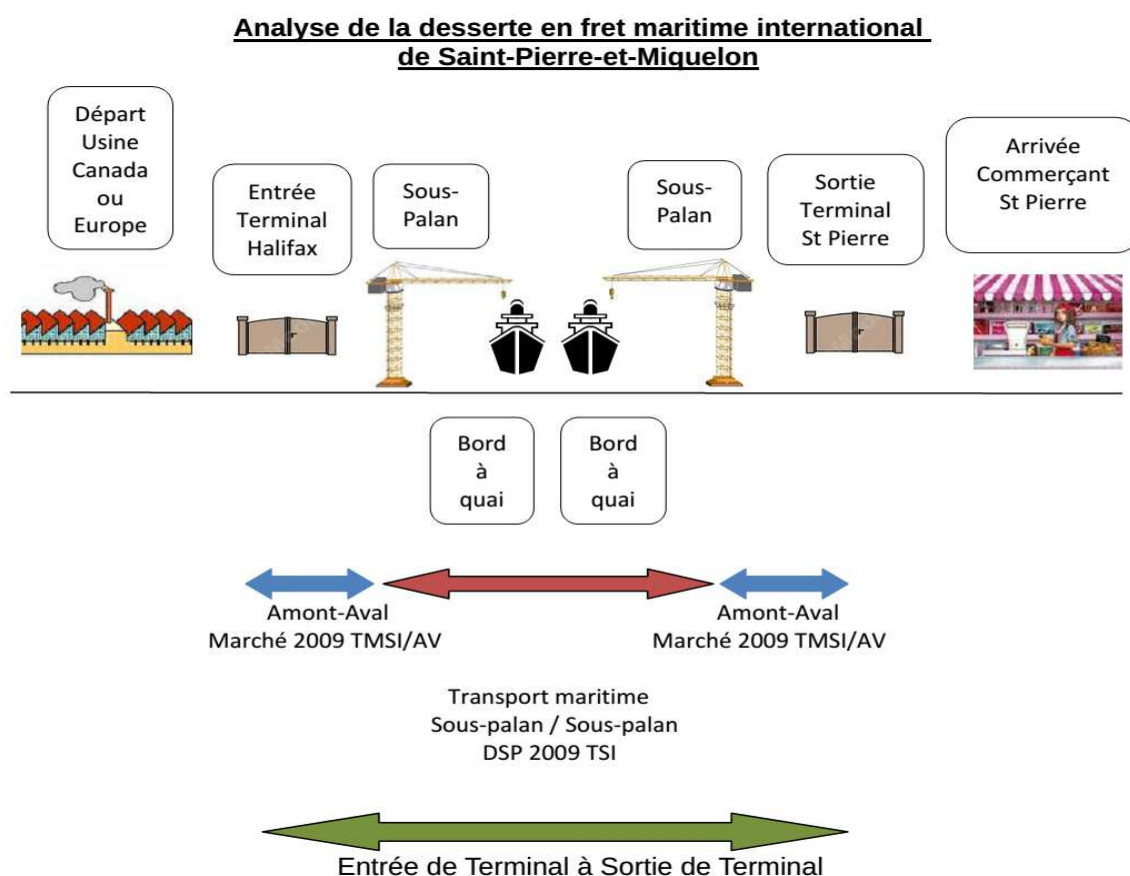 Analyse de la desserte en fret maritime international
de Saint-Pierre-et-Miquelon
Départ
Usine
Canada
ou
Europe
Entrée
Terminal
Halifax
Sous-
Palan
Sous-
Palan
Sortie
Terminal
St Pierre
Arrivée
Commerçant
St Pierre
Bord
à
quai
Bord
à
quai
Amont-Aval
Marché 2009 TMSI/AV
Amont-Aval
Marché 2009 TMSI/AV
Transport maritime
Sous-palan / Sous-palan
DSP 2009 TSI
Entrée de Terminal à Sortie de Terminal